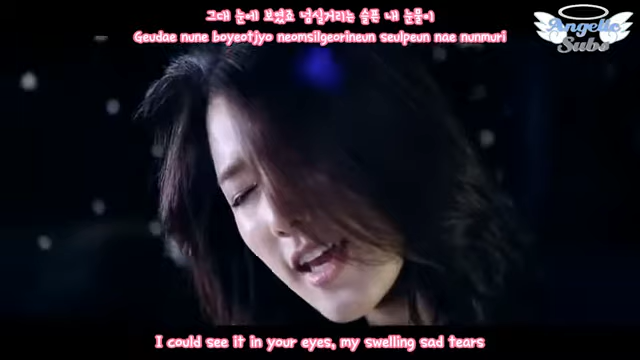 그대 눈에 보였죠 넘실거리는 슬픈 내 눈물이
Geudae nune boyeotjyo neomsilgeorineun seulpeun nae nunmuri
Angelic
Subs
I could see it in your eyes, my swelling sad tears